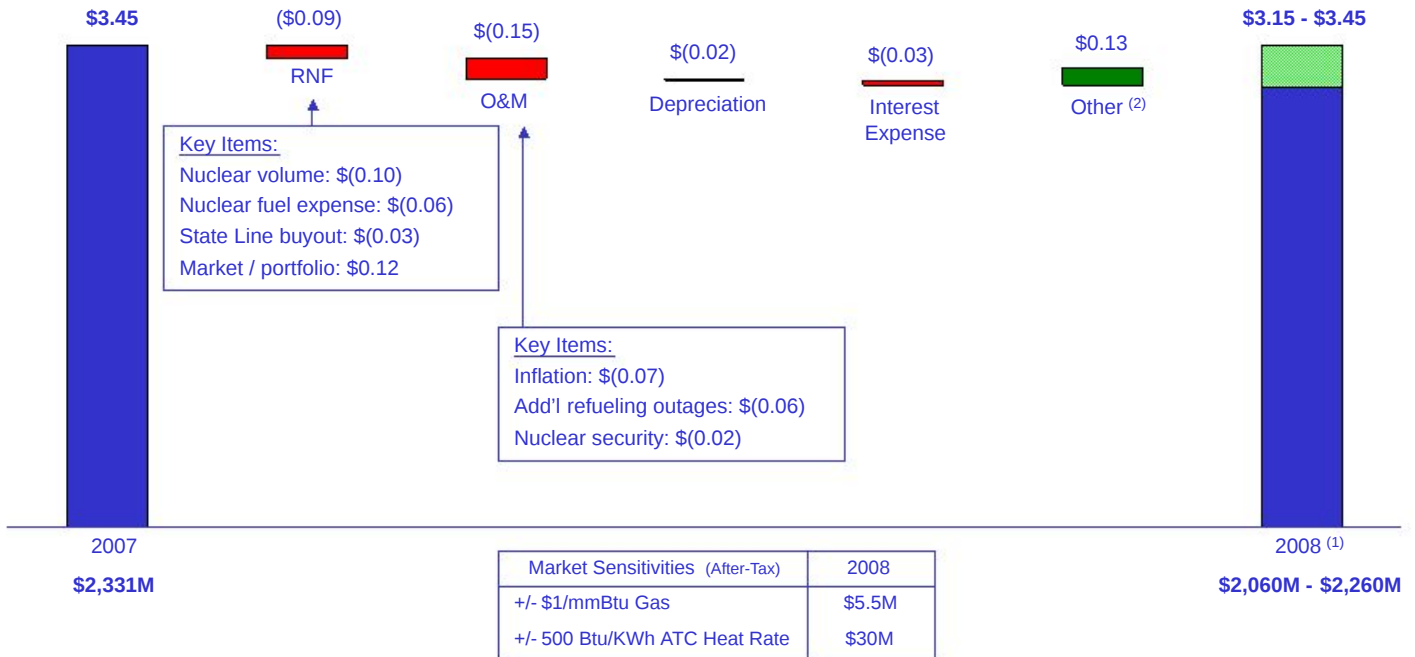 $3.45
($0.09)
$(0.15)
$(0.02)
$(0.03)
$0.13
$3.15 - $3.45
RNF
O&M
Depreciation
Interest
Expense
Other (2)
Key Items:
Nuclear volume: $(0.10)
Nuclear fuel expense: $(0.06)
State Line buyout: $(0.03)
Market / portfolio: $0.12
Key Items:
Inflation: $(0.07)
Add’l refueling outages: $(0.06)
Nuclear security: $(0.02)
2007
$2,331M
2008 (1)
$2,060M - $2,260M
Market Sensitivities (After-Tax) 2008
+/- $1/mmBtu Gas $5.5M
+/- 500 Btu/KWh ATC Heat Rate $30M